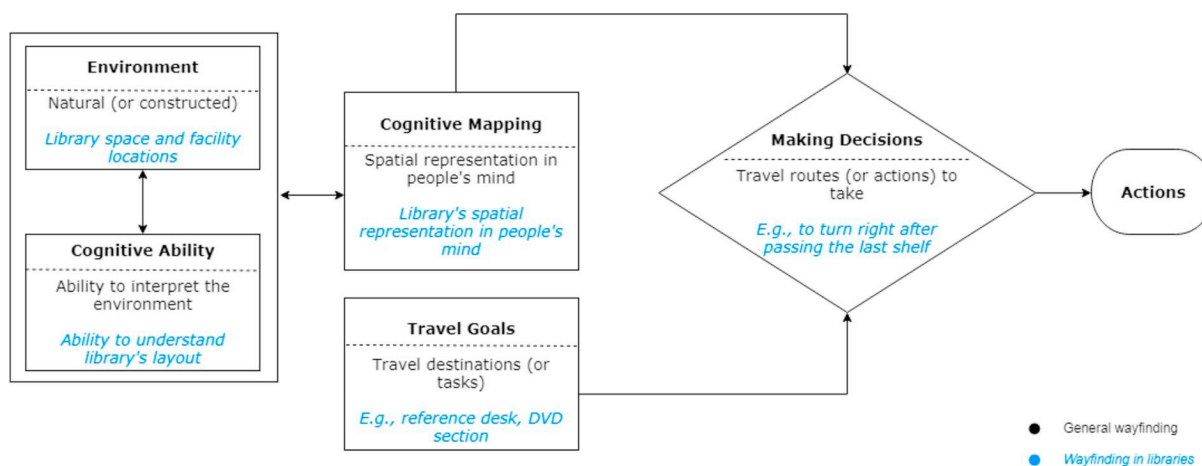 Environment
Natural (or constructed)
Library space and facility
locations
Cognitive Ability
Ability to interpret the
environment
Ability to understand
library's layout
Cognitive Mapping
Spatial representation in
people's mind
Library's spatial
representation in people's
mind
Travel Goals
Travel destinations (or
tasks)
E.g., reference desk, DVD
section
Making Decisions
Travel routes (or actions) to
take
E.g., to turn right after
passing the last shelf
Actions
General wayfinding
Wayfinding in libraries